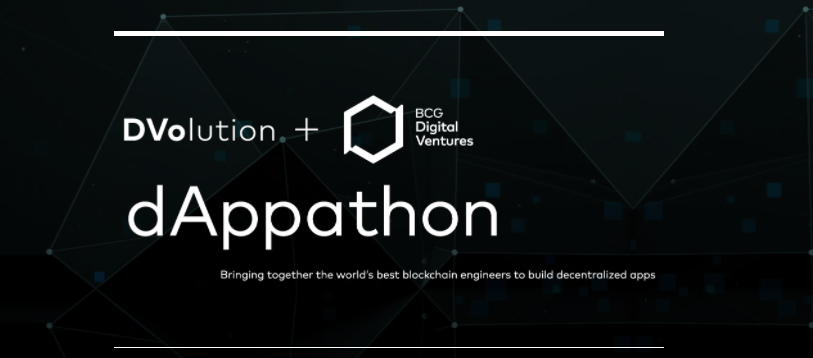 DVolution + BCG
Digital
Ventures
dAppathon
Bringing together the world's best blockchain engineers to build decentralized apps